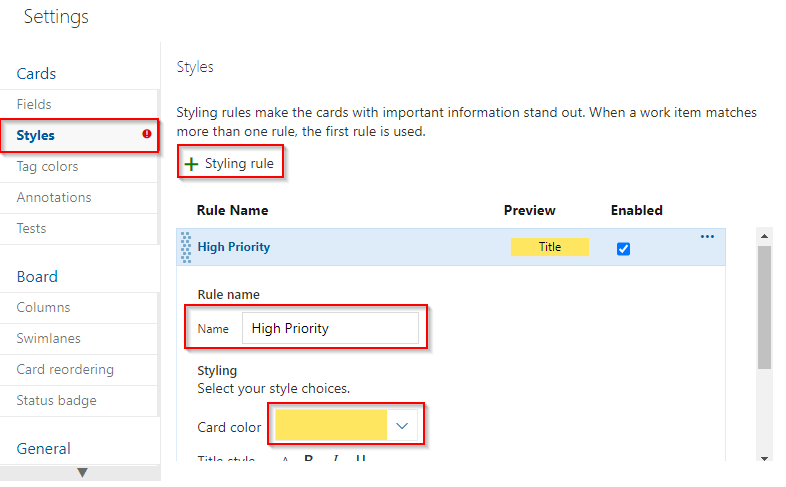 Settings
Cards
Fields
Styles
Tag colors
Annotations
Tests
Board
Columns
Swimlanes
Card reordering
Status badge
General
Styles
Styling rules make the cards with important information stand out. When a work item matches
more than one rule, the first rule is used.
+ Styling rule
Rule Name Preview Enabled
High Priority Title ...
Rule name
Name High Priority
Styling
Select your style choices.
Card color
Title style A B I U